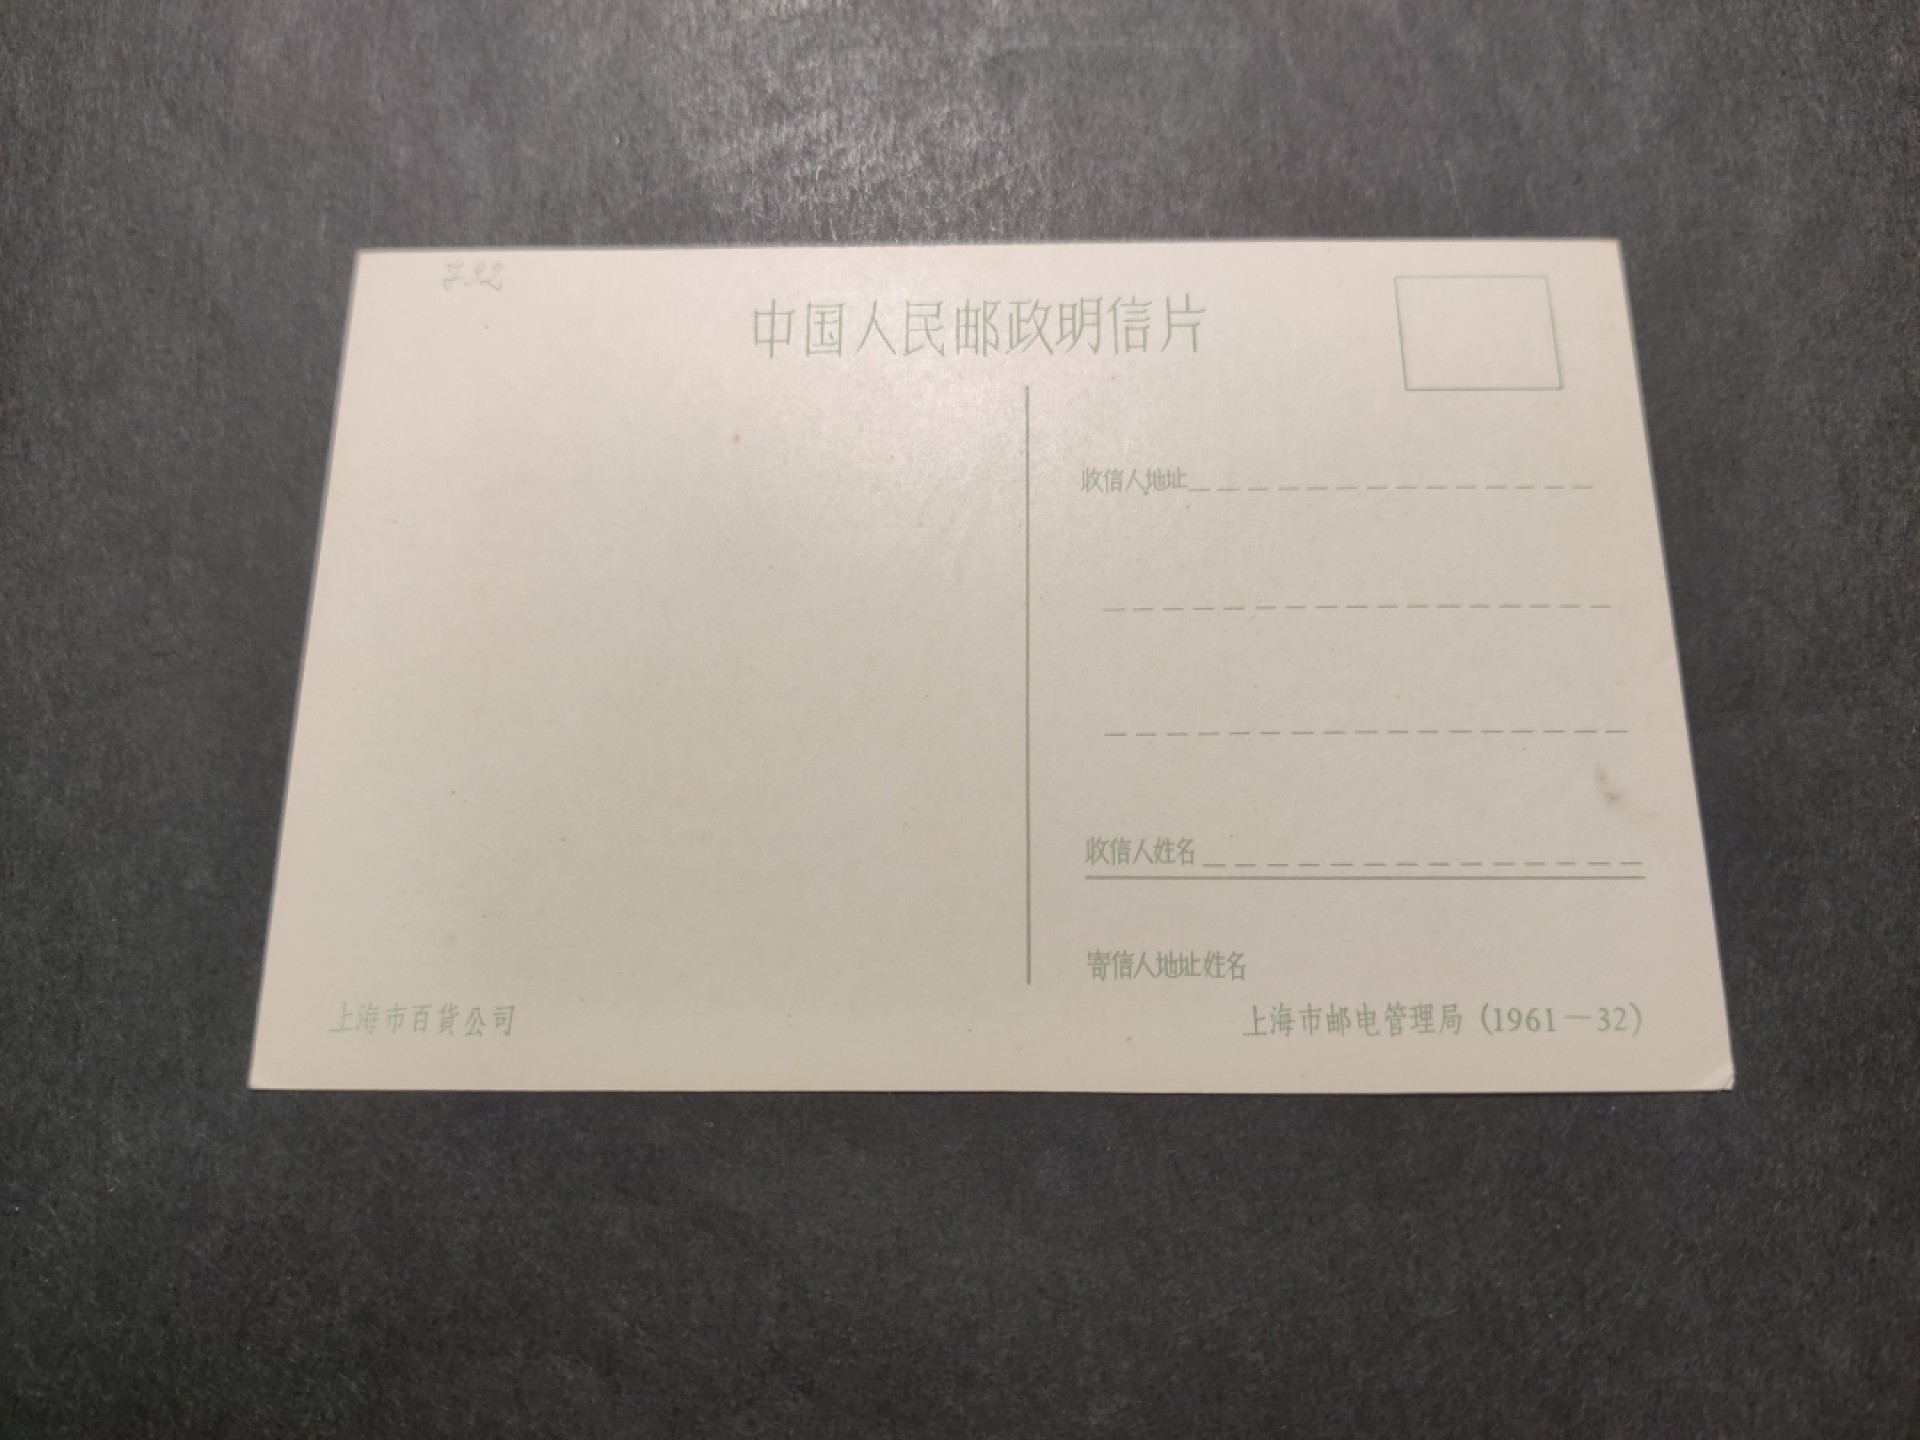 792
中国人民邮政明信片
收信人地址
收信人姓名
寄信人地址姓名
上海市百貨公司
上海市邮电管理局 (1961－32)